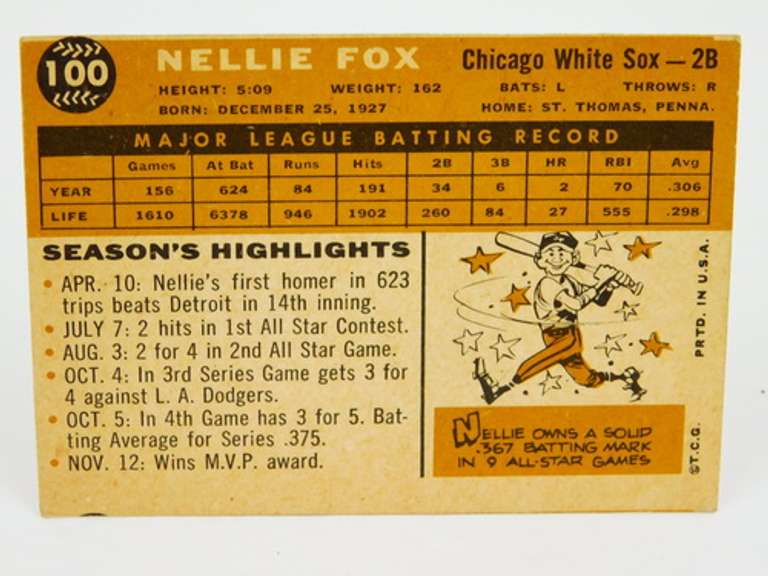 100
NELLIE FOX
Chicago White Sox — 2B
HEIGHT: 5:09 WEIGHT: 162 BATS: L THROWS: R
BORN: DECEMBER 25, 1927 HOME: ST. THOMAS, PENNA.
MAJOR LEAGUE BATTING RECORD
Games At Bat Runs Hits 2B 3B HR RBI Avg
YEAR 156 624 84 191 34 6 2 70 .306
LIFE 1610 6378 946 1902 260 84 27 555 .298
SEASON'S HIGHLIGHTS
• APR. 10: Nellie's first homer in 623
trips beats Detroit in 14th inning.
• JULY 7: 2 hits in 1st All Star Contest.
• AUG. 3: 2 for 4 in 2nd All Star Game.
• OCT. 4: In 3rd Series Game gets 3 for
4 against L. A. Dodgers.
• OCT. 5: In 4th Game has 3 for 5. Bat-
ting Average for Series .375.
• NOV. 12: Wins M.V.P. award.
NELLIE OWNS A SOLID
.367 BATTING MARK
IN 9 ALL-STAR GAMES
©T.C.G. PRTD. IN U.S.A.